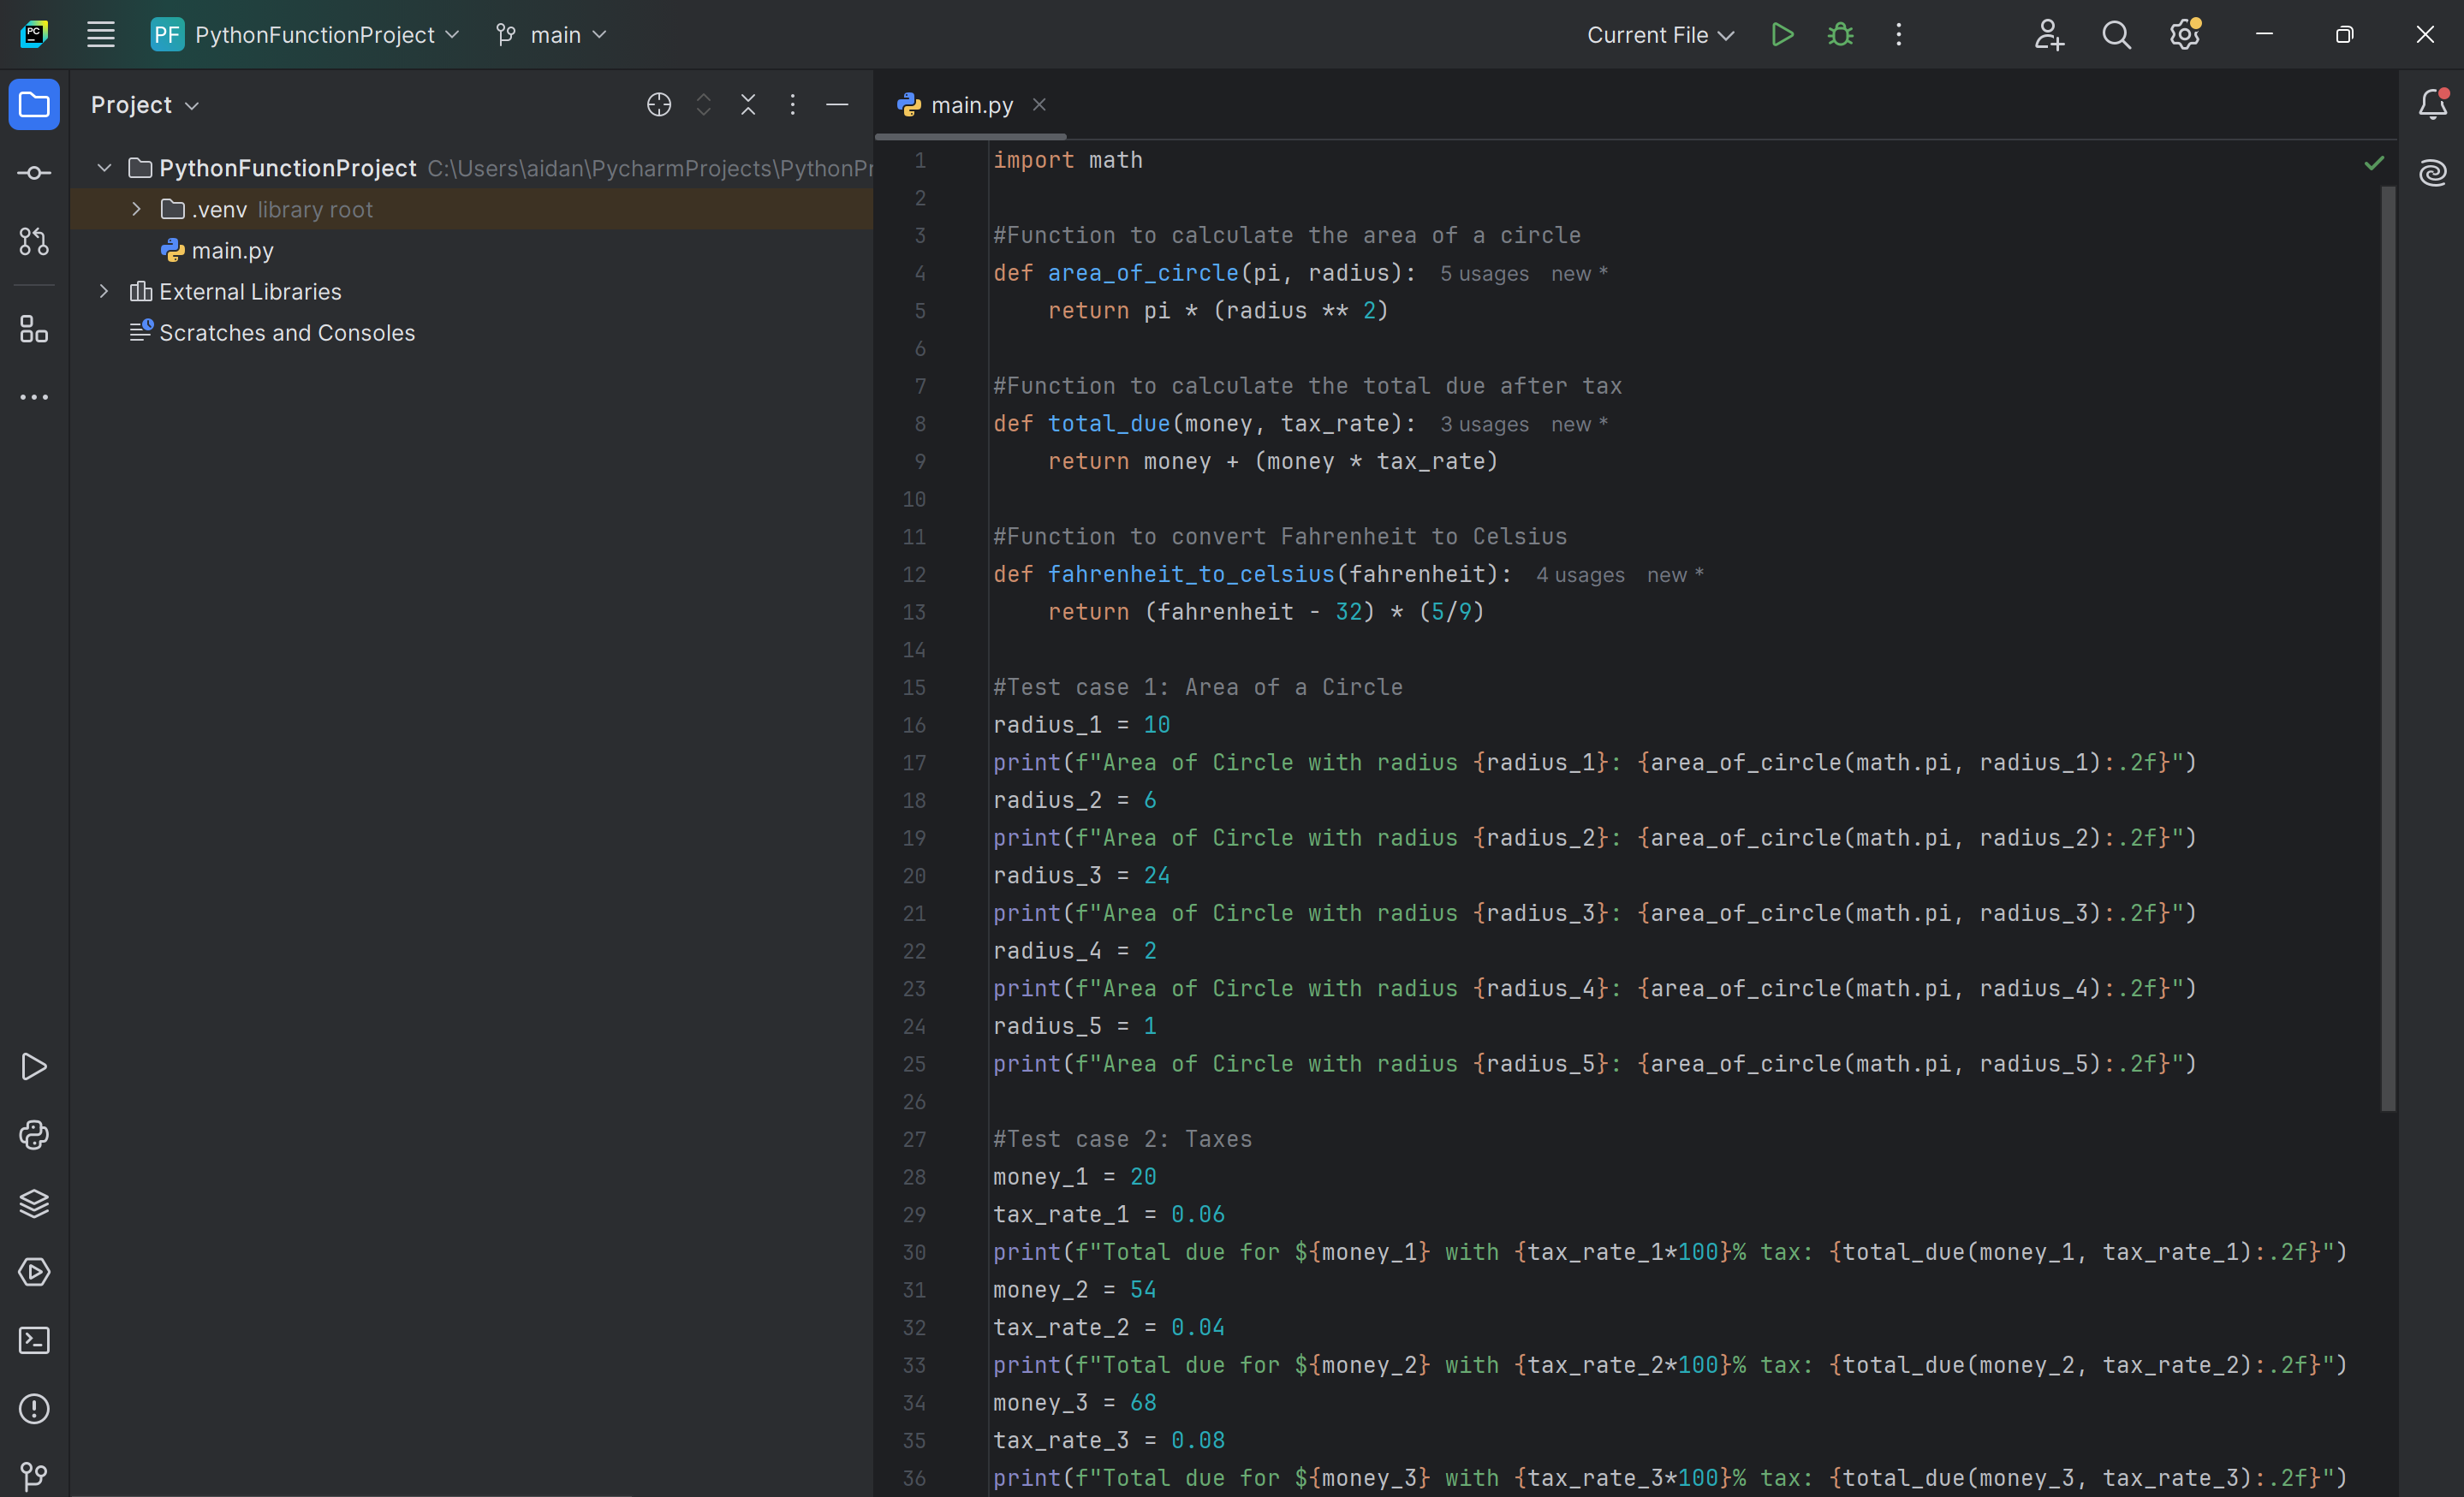 PC
PF PythonFunctionProject
main
Current File
Project
main.py
PythonFunctionProject C:\Users\aidan\PycharmProjects\PythonPr
.venv library root
main.py
External Libraries
Scratches and Consoles
1 import math
2
3 #Function to calculate the area of a circle
4 def area_of_circle(pi, radius): 5 usages new *
5     return pi * (radius ** 2)
6
7 #Function to calculate the total due after tax
8 def total_due(money, tax_rate): 3 usages new *
9     return money + (money * tax_rate)
10
11 #Function to convert Fahrenheit to Celsius
12 def fahrenheit_to_celsius(fahrenheit): 4 usages new *
13     return (fahrenheit - 32) * (5/9)
14
15 #Test case 1: Area of a Circle
16 radius_1 = 10
17 print(f"Area of Circle with radius {radius_1}: {area_of_circle(math.pi, radius_1):.2f}")
18 radius_2 = 6
19 print(f"Area of Circle with radius {radius_2}: {area_of_circle(math.pi, radius_2):.2f}")
20 radius_3 = 24
21 print(f"Area of Circle with radius {radius_3}: {area_of_circle(math.pi, radius_3):.2f}")
22 radius_4 = 2
23 print(f"Area of Circle with radius {radius_4}: {area_of_circle(math.pi, radius_4):.2f}")
24 radius_5 = 1
25 print(f"Area of Circle with radius {radius_5}: {area_of_circle(math.pi, radius_5):.2f}")
26
27 #Test case 2: Taxes
28 money_1 = 20
29 tax_rate_1 = 0.06
30 print(f"Total due for ${money_1} with {tax_rate_1*100}% tax: {total_due(money_1, tax_rate_1):.2f}")
31 money_2 = 54
32 tax_rate_2 = 0.04
33 print(f"Total due for ${money_2} with {tax_rate_2*100}% tax: {total_due(money_2, tax_rate_2):.2f}")
34 money_3 = 68
35 tax_rate_3 = 0.08
36 print(f"Total due for ${money_3} with {tax_rate_3*100}% tax: {total_due(money_3, tax_rate_3):.2f}")